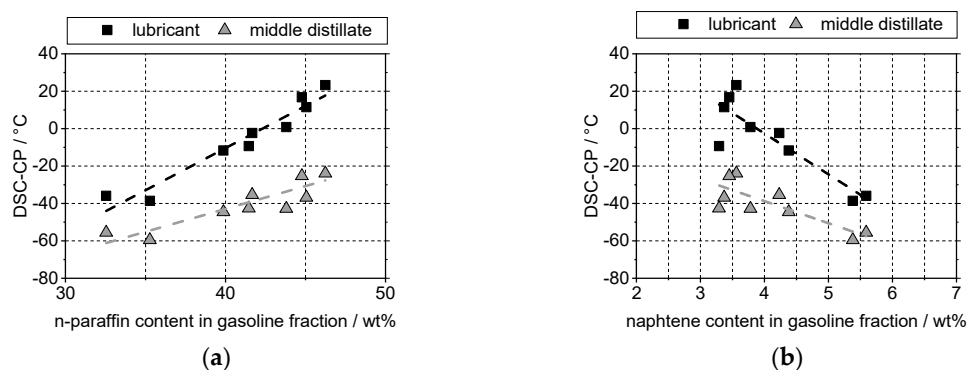 lubricant middle distillate
40
20
0
-20
-40
-60
-80
DSC-CP / °C
30 40 50
n-paraffin content in gasoline fraction / wt%
(a)
lubricant middle distillate
40
20
0
-20
-40
-60
-80
DSC-CP / °C
2 3 4 5 6 7
naphtene content in gasoline fraction / wt%
(b)